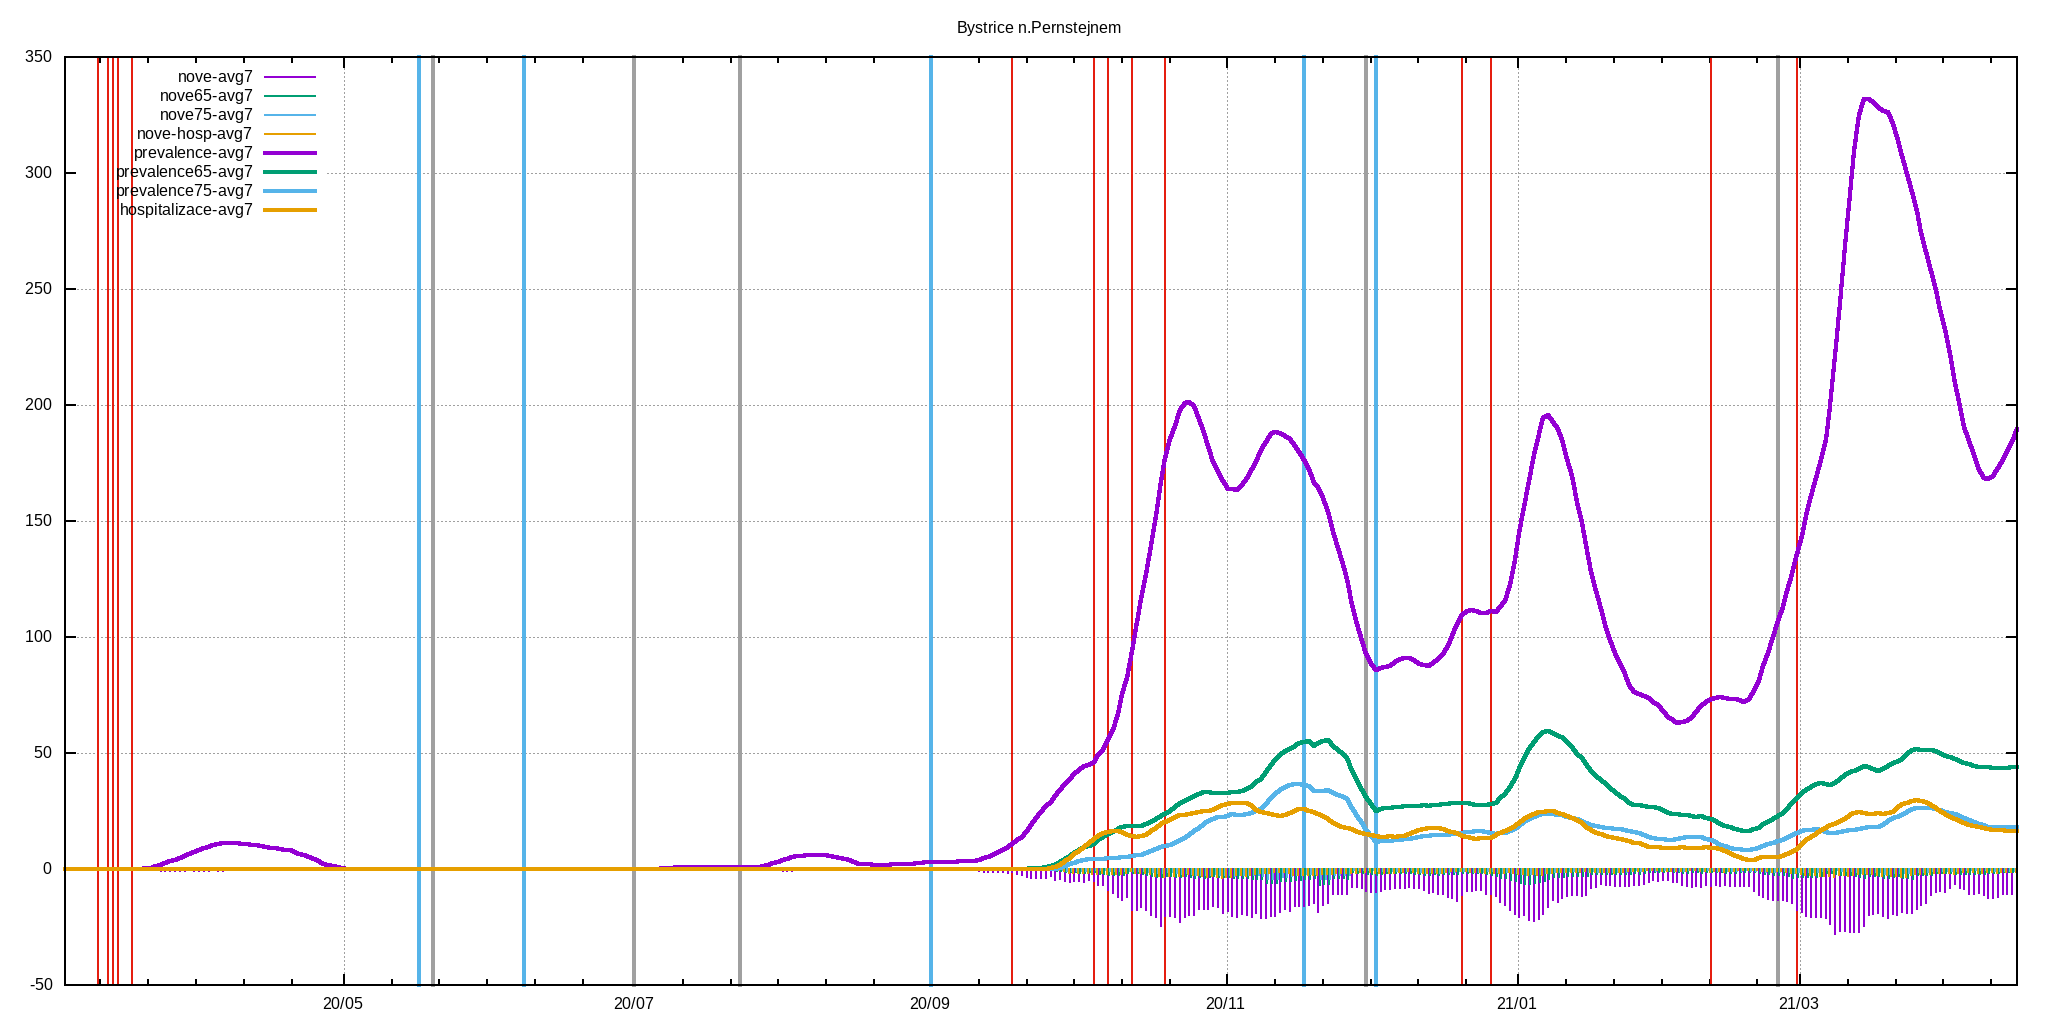 Bystrice n.Pernstejnem
350
300
250
200
150
100
50
0
-50
nove-avg7
nove65-avg7
nove75-avg7
nove-hosp-avg7
prevalence-avg7
prevalence65-avg7
prevalence75-avg7
hospitalizace-avg7
20/05 20/07 20/09 20/11 21/01 21/03